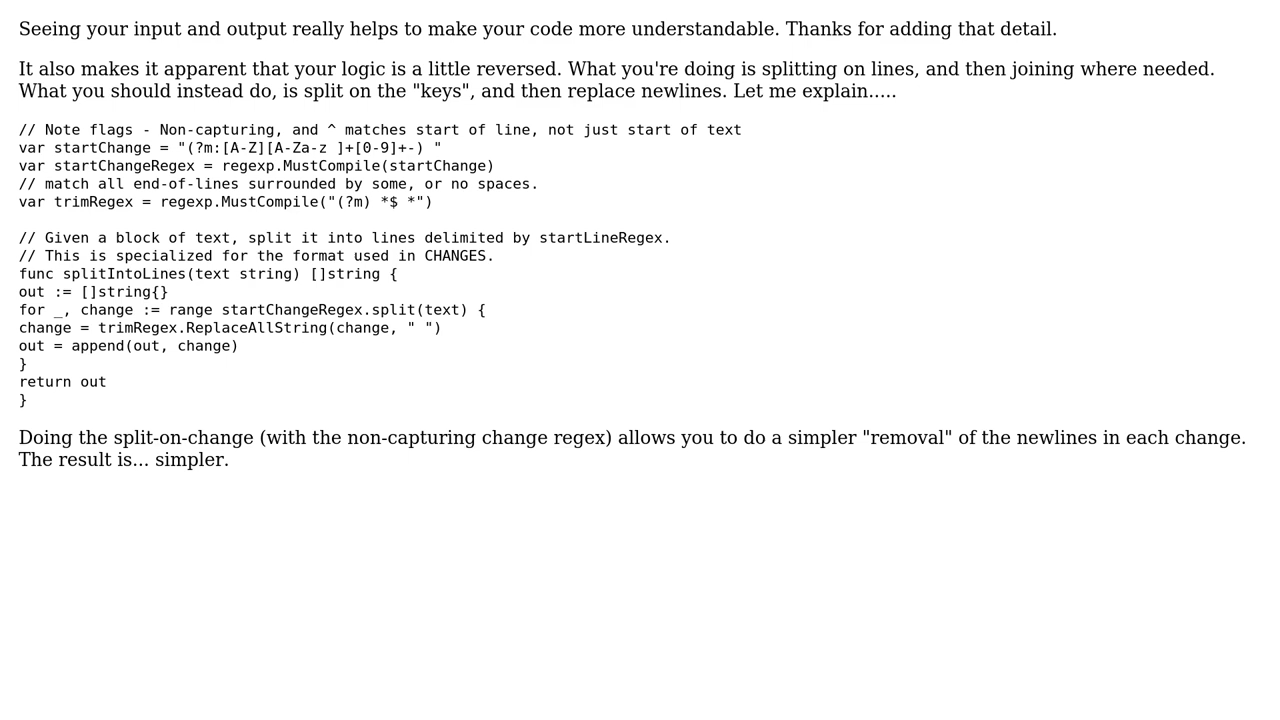 Seeing your input and output really helps to make your code more understandable. Thanks for adding that detail.
It also makes it apparent that your logic is a little reversed. What you're doing is splitting on lines, and then joining where needed.
What you should instead do, is split on the "keys", and then replace newlines. Let me explain.....
// Note flags - Non-capturing, and ^ matches start of line, not just start of text
var startChange = "(?m:[A-Z][A-Za-z ]+[0-9]+-) "
var startChangeRegex = regexp.MustCompile(startChange)
// match all end-of-lines surrounded by some, or no spaces.
var trimRegex = regexp.MustCompile("(?m) *$ *")
// Given a block of text, split it into lines delimited by startLineRegex.
// This is specialized for the format used in CHANGES.
func splitIntoLines(text string) []string {
out := []string{}
for _, change := range startChangeRegex.split(text) {
change = trimRegex.ReplaceAllString(change, " ")
out = append(out, change)
}
return out
}
Doing the split-on-change (with the non-capturing change regex) allows you to do a simpler "removal" of the newlines in each change.
The result is... simpler.